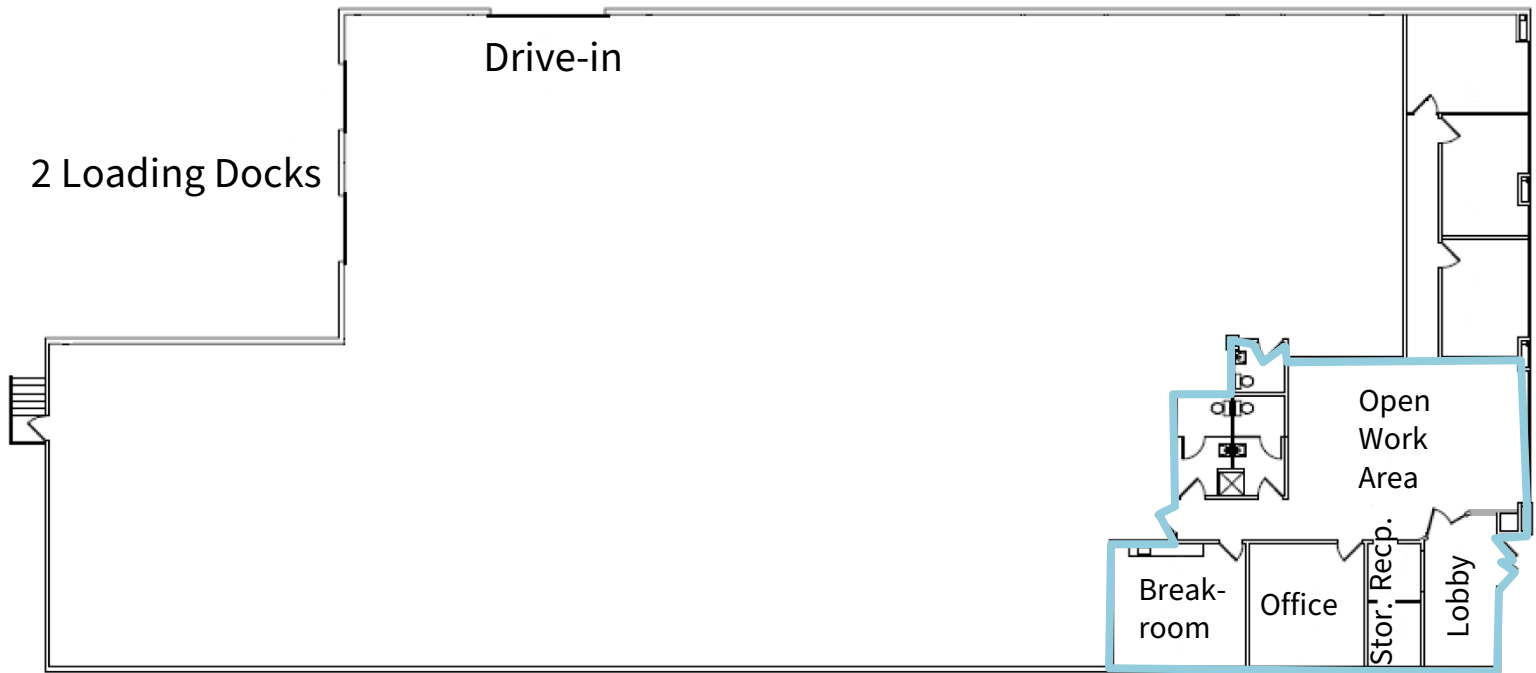 Drive-in
2 Loading Docks
Open
Work
Area
Break-
room
Office
Stor.
Recp.
Lobby